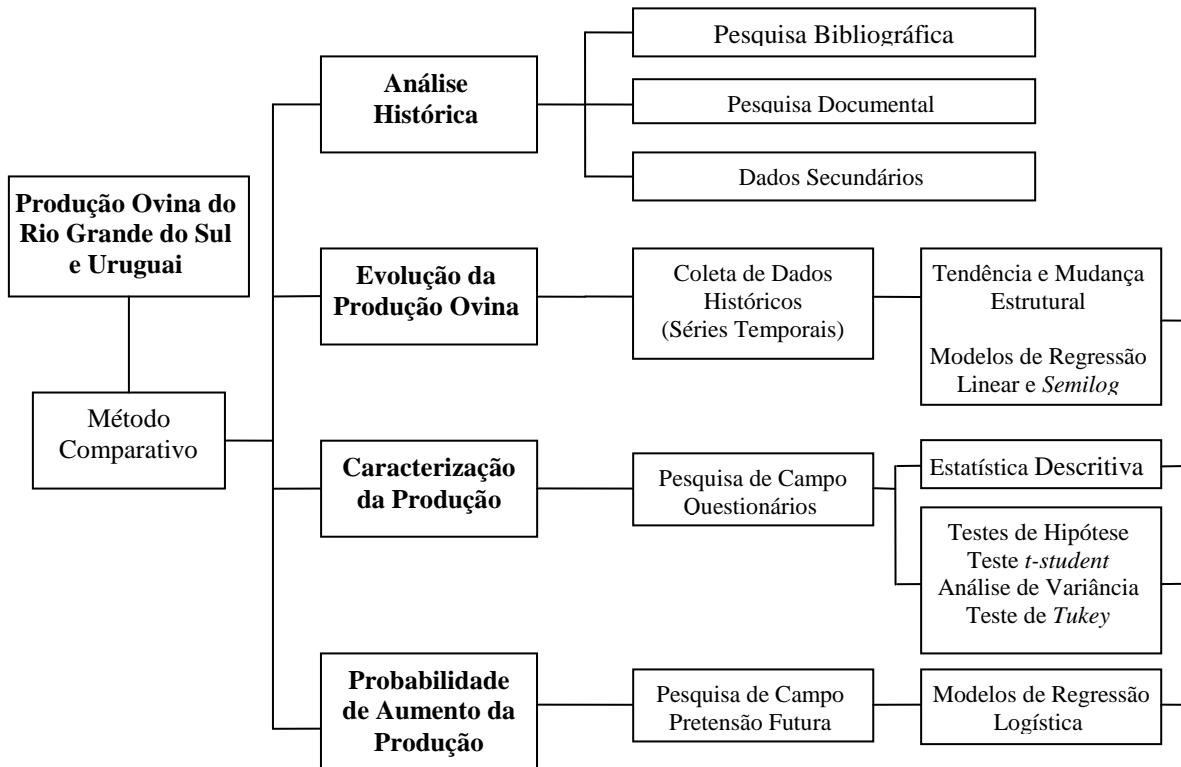 Produção Ovina do
Rio Grande do Sul
e Uruguai
Método
Comparativo
Análise
Histórica
Pesquisa Bibliográfica
Pesquisa Documental
Dados Secundários
Evolução da
Produção Ovina
Coleta de Dados
Históricos
(Séries Temporais)
Tendência e Mudança
Estrutural
Modelos de Regressão
Linear e Semilog
Caracterização
da Produção
Pesquisa de Campo
Questionários
Estatística Descritiva
Testes de Hipótese
Teste t-student
Análise de Variância
Teste de Tukey
Probabilidade
de Aumento da
Produção
Pesquisa de Campo
Pretensão Futura
Modelos de Regressão
Logística